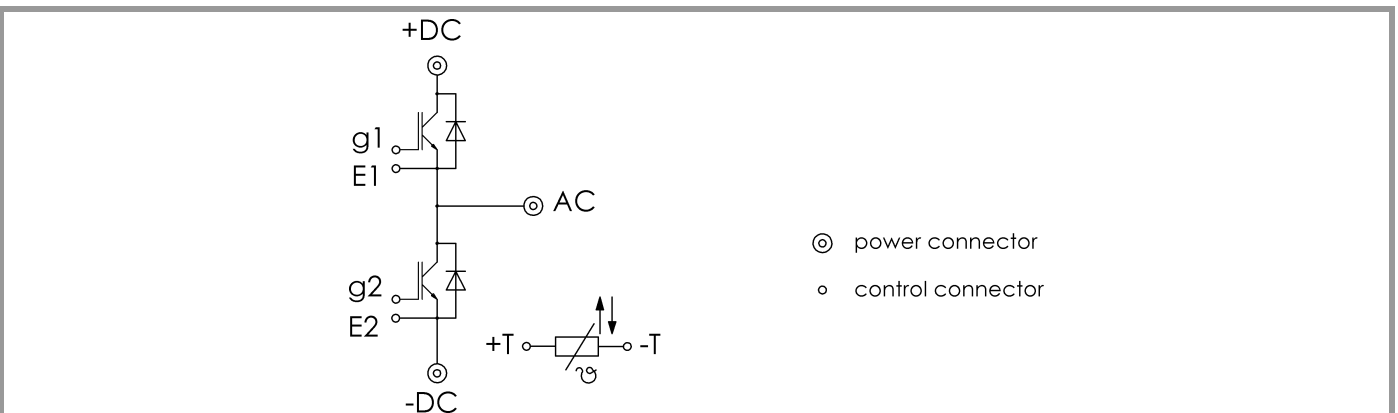 +DC
g1
E1
AC
power connector
g2
control connector
E2
+T
-T
ϑ
-DC